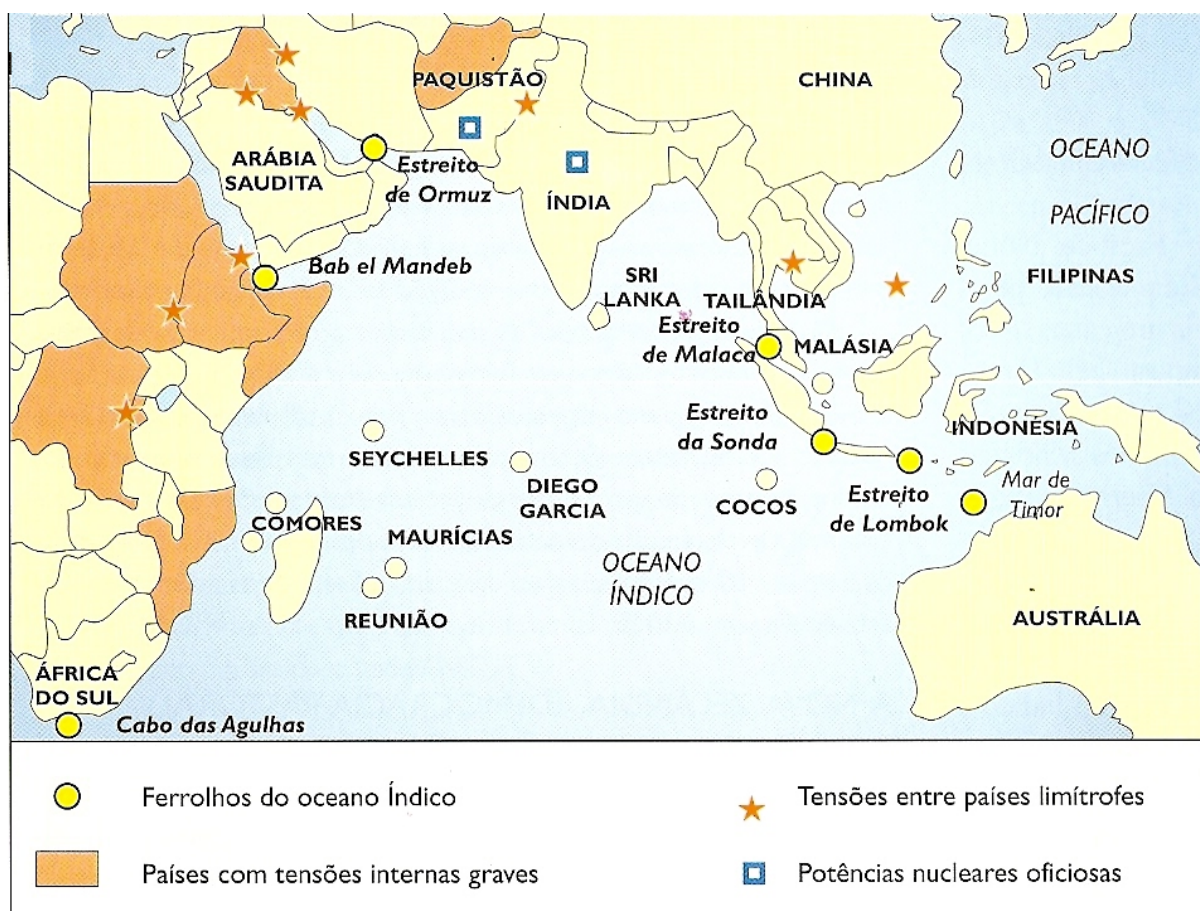 PAQUISTÃO
CHINA
OCEANO
PACÍFICO
ARÁBIA
SAUDITA
Estreito
de Ormuz
ÍNDIA
Bab el Mandeb
SRI
LANKA
TAILÂNDIA
FILIPINAS
Estreito
de Malaca
MALÁSIA
Estreito
da Sonda
INDONÉSIA
SEYCHELLES
DIEGO
GARCIA
COCOS
Estreito
de Lombok
Mar de
Timor
COMORES
MAURÍCIAS
OCEANO
ÍNDICO
REUNIÃO
AUSTRÁLIA
ÁFRICA
DO SUL
Cabo das Agulhas
Ferrolhos do oceano Índico
Tensões entre países limítrofes
Países com tensões internas graves
Potências nucleares oficiosas